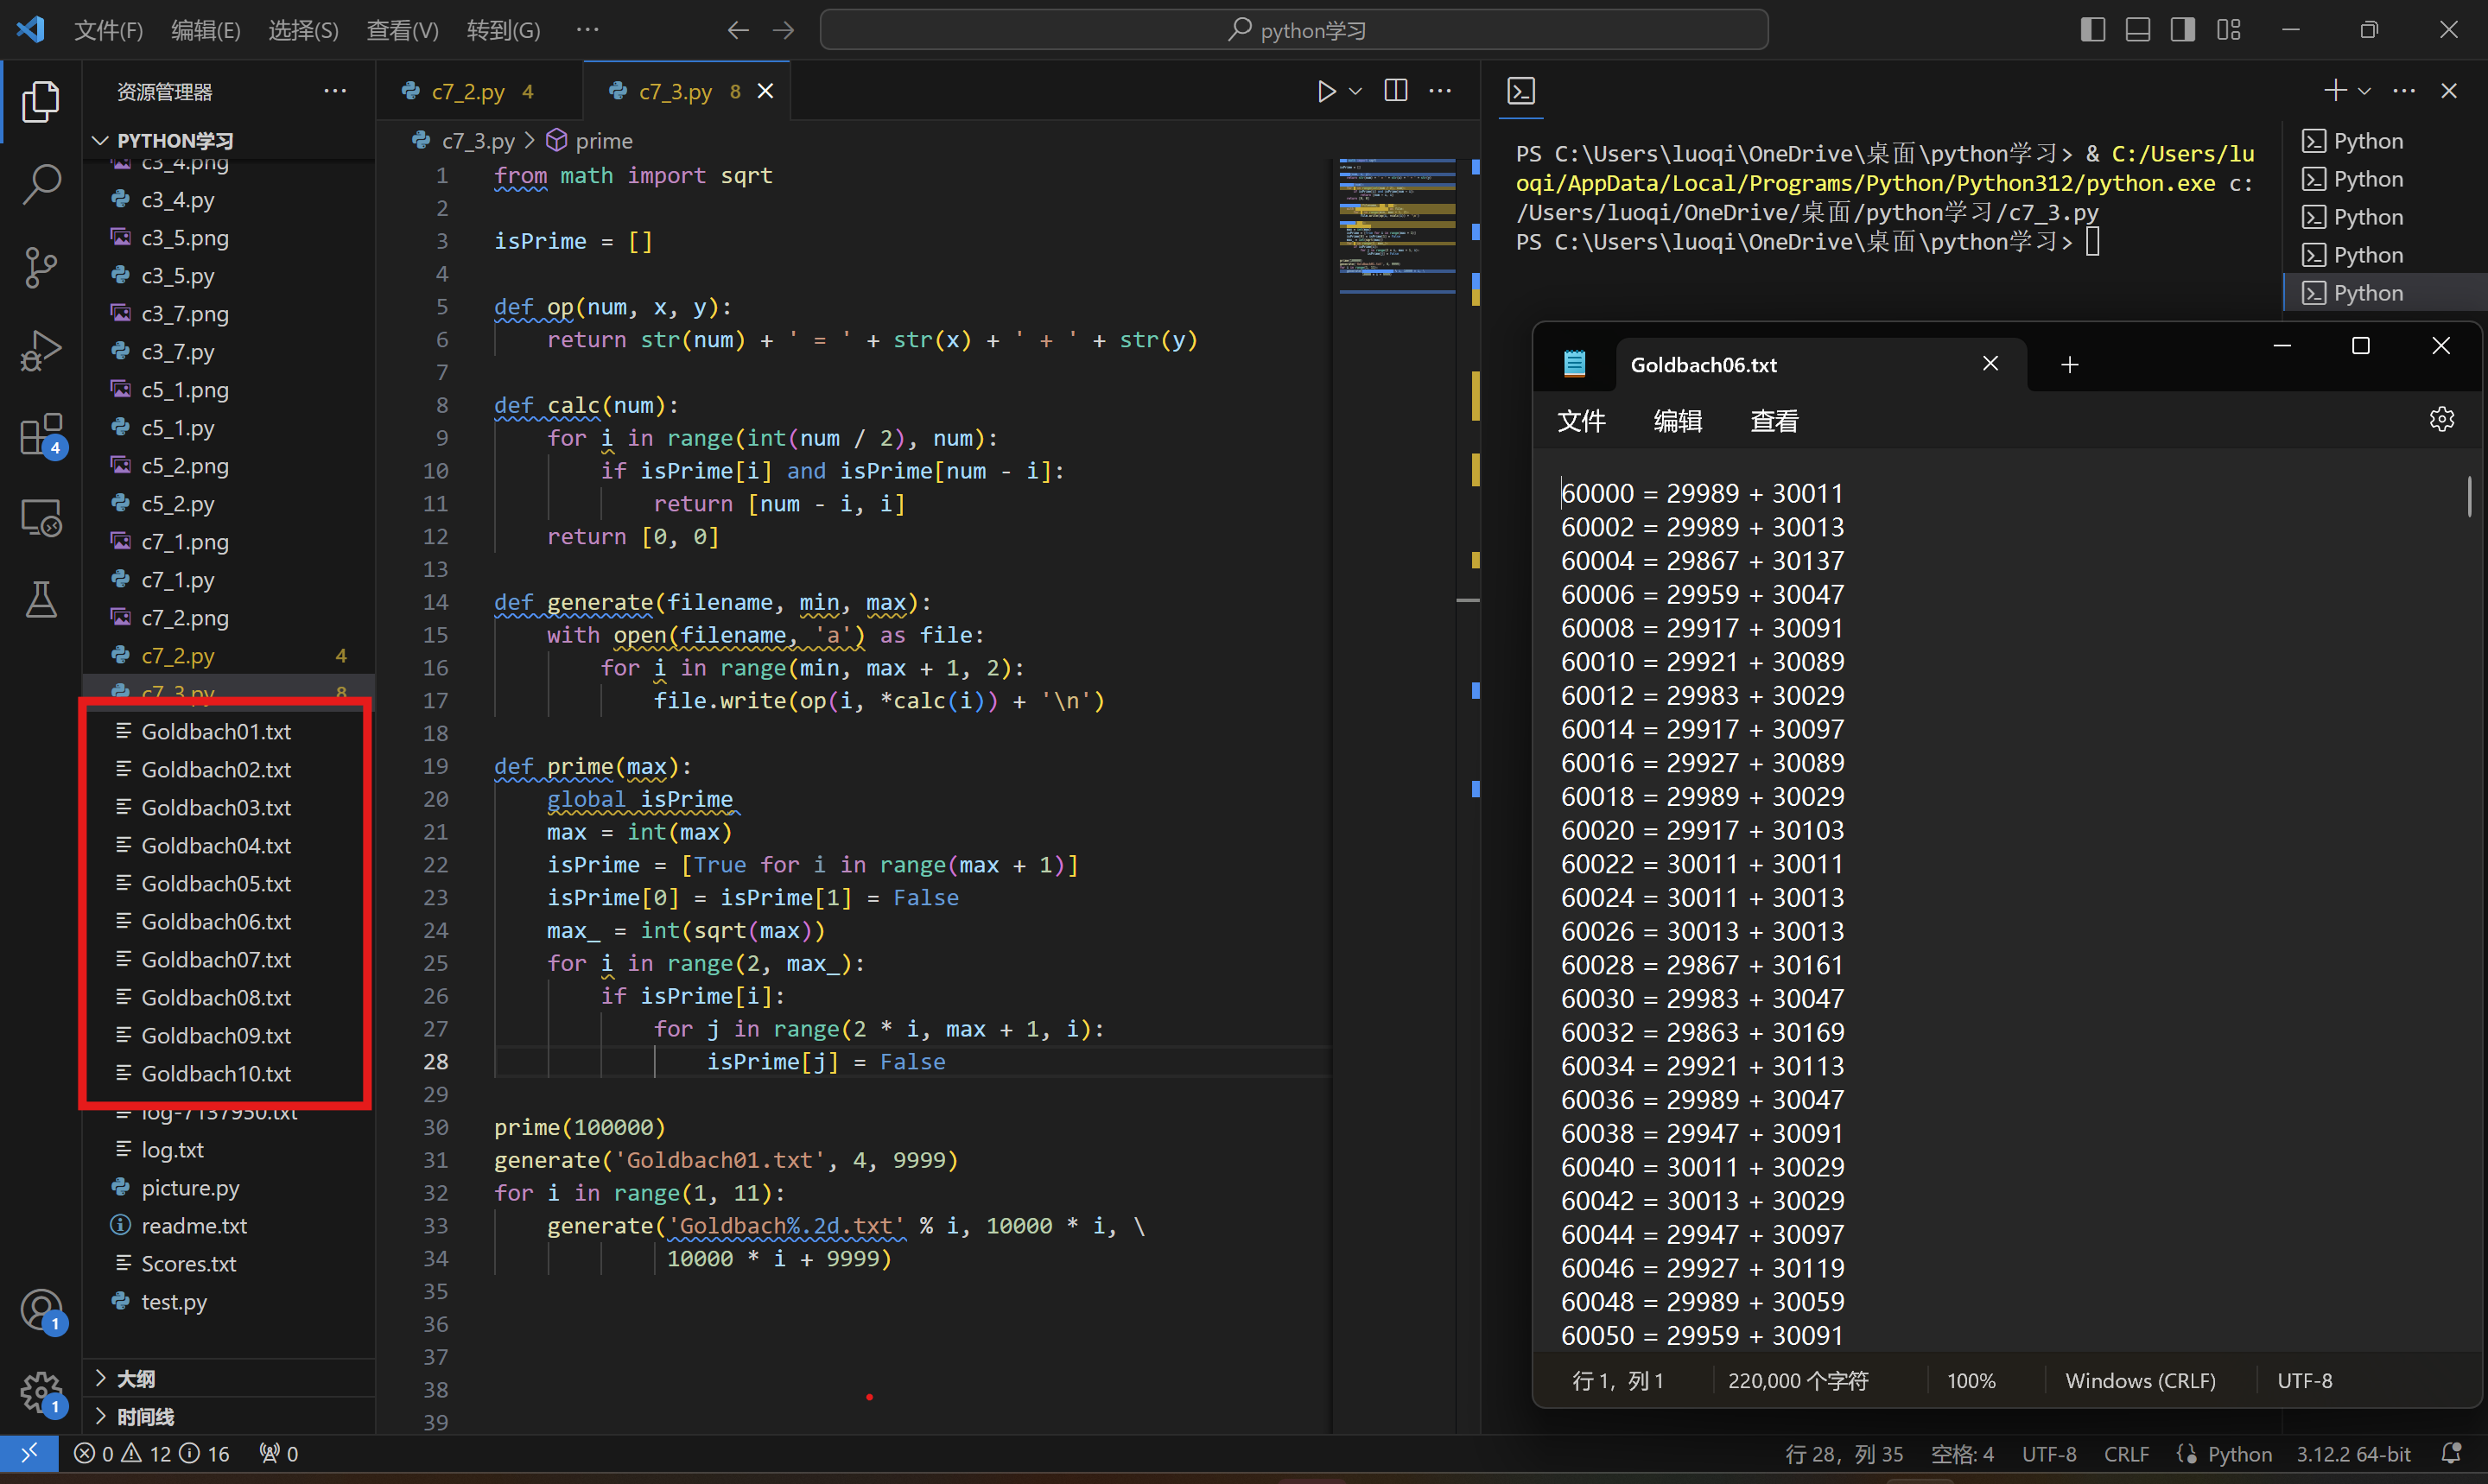 文件(F) 编辑(E) 选择(S) 查看(V) 转到(G) ··· python学习
资源管理器 ···
PYTHON学习
c3_4.png
c3_4.py
c3_5.png
c3_5.py
c3_7.png
c3_7.py
c5_1.png
c5_1.py
c5_2.png
c5_2.py
c7_1.png
c7_1.py
c7_2.png
c7_2.py 4
c7_3.py 8
Goldbach01.txt
Goldbach02.txt
Goldbach03.txt
Goldbach04.txt
Goldbach05.txt
Goldbach06.txt
Goldbach07.txt
Goldbach08.txt
Goldbach09.txt
Goldbach10.txt
log-7137950.txt
log.txt
picture.py
readme.txt
Scores.txt
test.py
大纲
时间线
4
1
1
c7_2.py 4 c7_3.py 8
c7_3.py > prime
1 from math import sqrt
2
3 isPrime = []
4
5 def op(num, x, y):
6 return str(num) + ' = ' + str(x) + ' + ' + str(y)
7
8 def calc(num):
9 for i in range(int(num / 2), num):
10 if isPrime[i] and isPrime[num - i]:
11 return [num - i, i]
12 return [0, 0]
13
14 def generate(filename, min, max):
15 with open(filename, 'a') as file:
16 for i in range(min, max + 1, 2):
17 file.write(op(i, *calc(i)) + '\n')
18
19 def prime(max):
20 global isPrime
21 max = int(max)
22 isPrime = [True for i in range(max + 1)]
23 isPrime[0] = isPrime[1] = False
24 max_ = int(sqrt(max))
25 for i in range(2, max_):
26 if isPrime[i]:
27 for j in range(2 * i, max + 1, i):
28 isPrime[j] = False
29
30 prime(100000)
31 generate('Goldbach01.txt', 4, 9999)
32 for i in range(1, 11):
33 generate('Goldbach%.2d.txt' % i, 10000 * i, \
34 10000 * i + 9999)
35
36
37
38
39
PS C:\Users\luoqi\OneDrive\桌面\python学习> & C:/Users/lu
oqi/AppData/Local/Programs/Python/Python312/python.exe c:
/Users/luoqi/OneDrive/桌面/python学习/c7_3.py
PS C:\Users\luoqi\OneDrive\桌面\python学习>
Python
Python
Python
Python
Python
Goldbach06.txt
文件 编辑 查看
60000 = 29989 + 30011
60002 = 29989 + 30013
60004 = 29867 + 30137
60006 = 29959 + 30047
60008 = 29917 + 30091
60010 = 29921 + 30089
60012 = 29983 + 30029
60014 = 29917 + 30097
60016 = 29927 + 30089
60018 = 29989 + 30029
60020 = 29917 + 30103
60022 = 30011 + 30011
60024 = 30011 + 30013
60026 = 30013 + 30013
60028 = 29867 + 30161
60030 = 29983 + 30047
60032 = 29863 + 30169
60034 = 29921 + 30113
60036 = 29989 + 30047
60038 = 29947 + 30091
60040 = 30011 + 30029
60042 = 30013 + 30029
60044 = 29947 + 30097
60046 = 29927 + 30119
60048 = 29989 + 30059
60050 = 29959 + 30091
行 1，列 1 220,000 个字符 100% Windows (CRLF) UTF-8
0 12 16 0 行 28，列 35 空格: 4 UTF-8 CRLF Python 3.12.2 64-bit